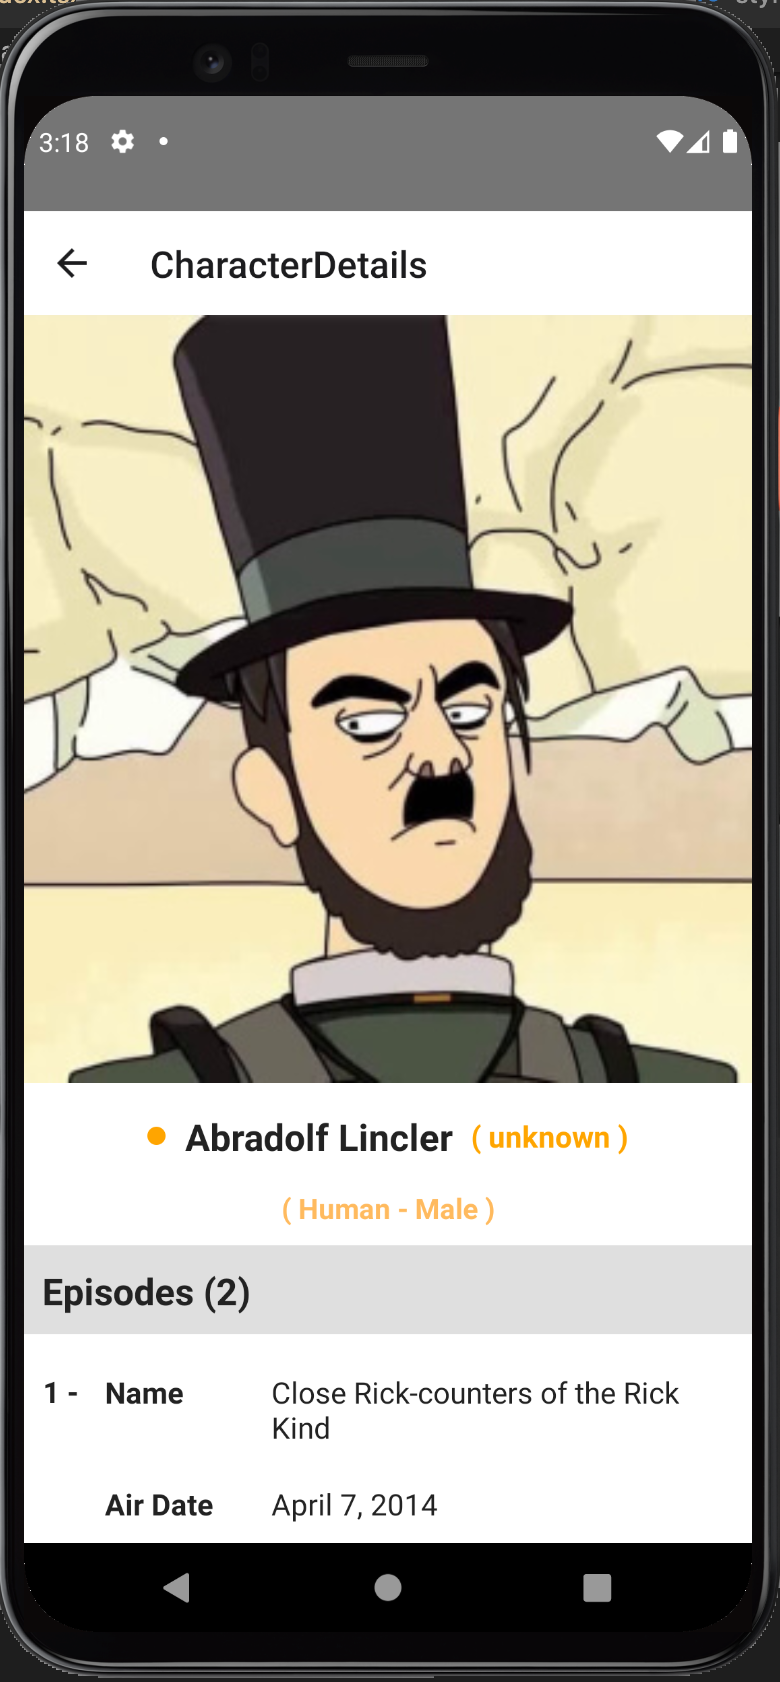 3:18
CharacterDetails
Abradolf Lincler ( unknown )
( Human - Male )
Episodes (2)
1 - Name Close Rick-counters of the Rick
Kind
Air Date April 7, 2014